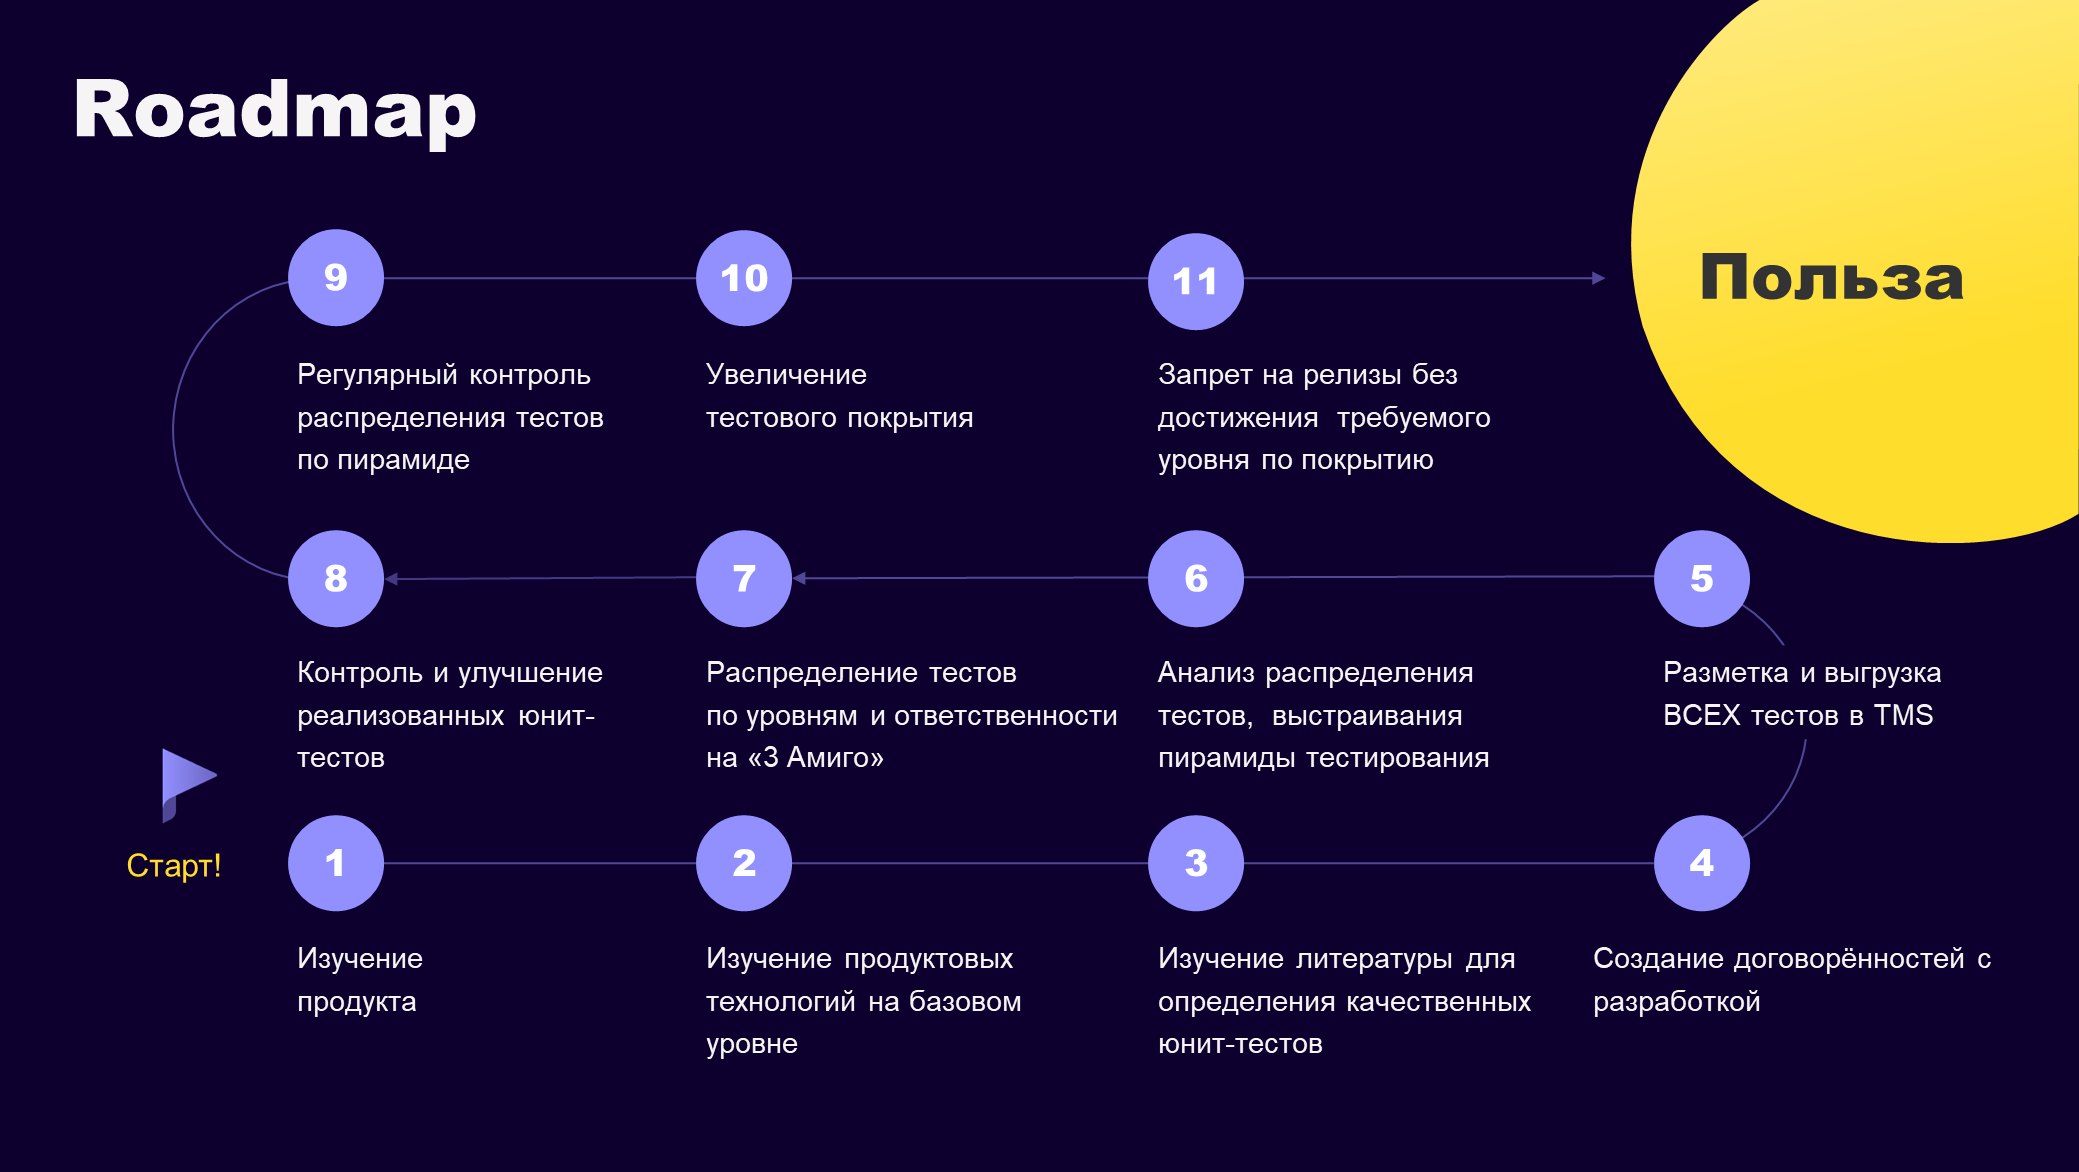 Roadmap
Польза
9
10
11
Регулярный контроль
распределения тестов
по пирамиде
Увеличение
тестового покрытия
Запрет на релизы без
достижения требуемого
уровня по покрытию
8
7
6
5
Контроль и улучшение
реализованных юнит-
тестов
Распределение тестов
по уровням и ответственности
на «3 Амиго»
Анализ распределения
тестов, выстраивания
пирамиды тестирования
Разметка и выгрузка
ВСЕХ тестов в TMS
Старт!
1
2
3
4
Изучение
продукта
Изучение продуктовых
технологий на базовом
уровне
Изучение литературы для
определения качественных
юнит-тестов
Создание договорённостей с
разработкой